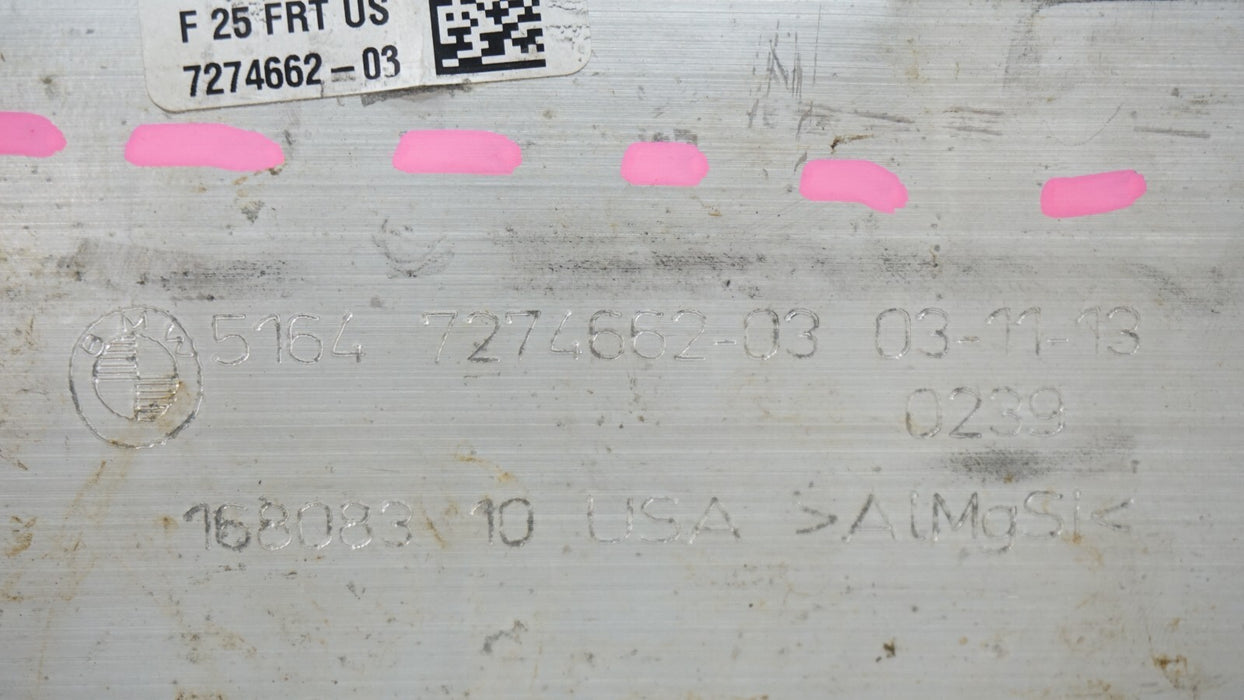 F 25 FRT US
7274662-03
BMW 5164 7274662-03 03-11-13
0239
168083 10 USA >AlMgSi<